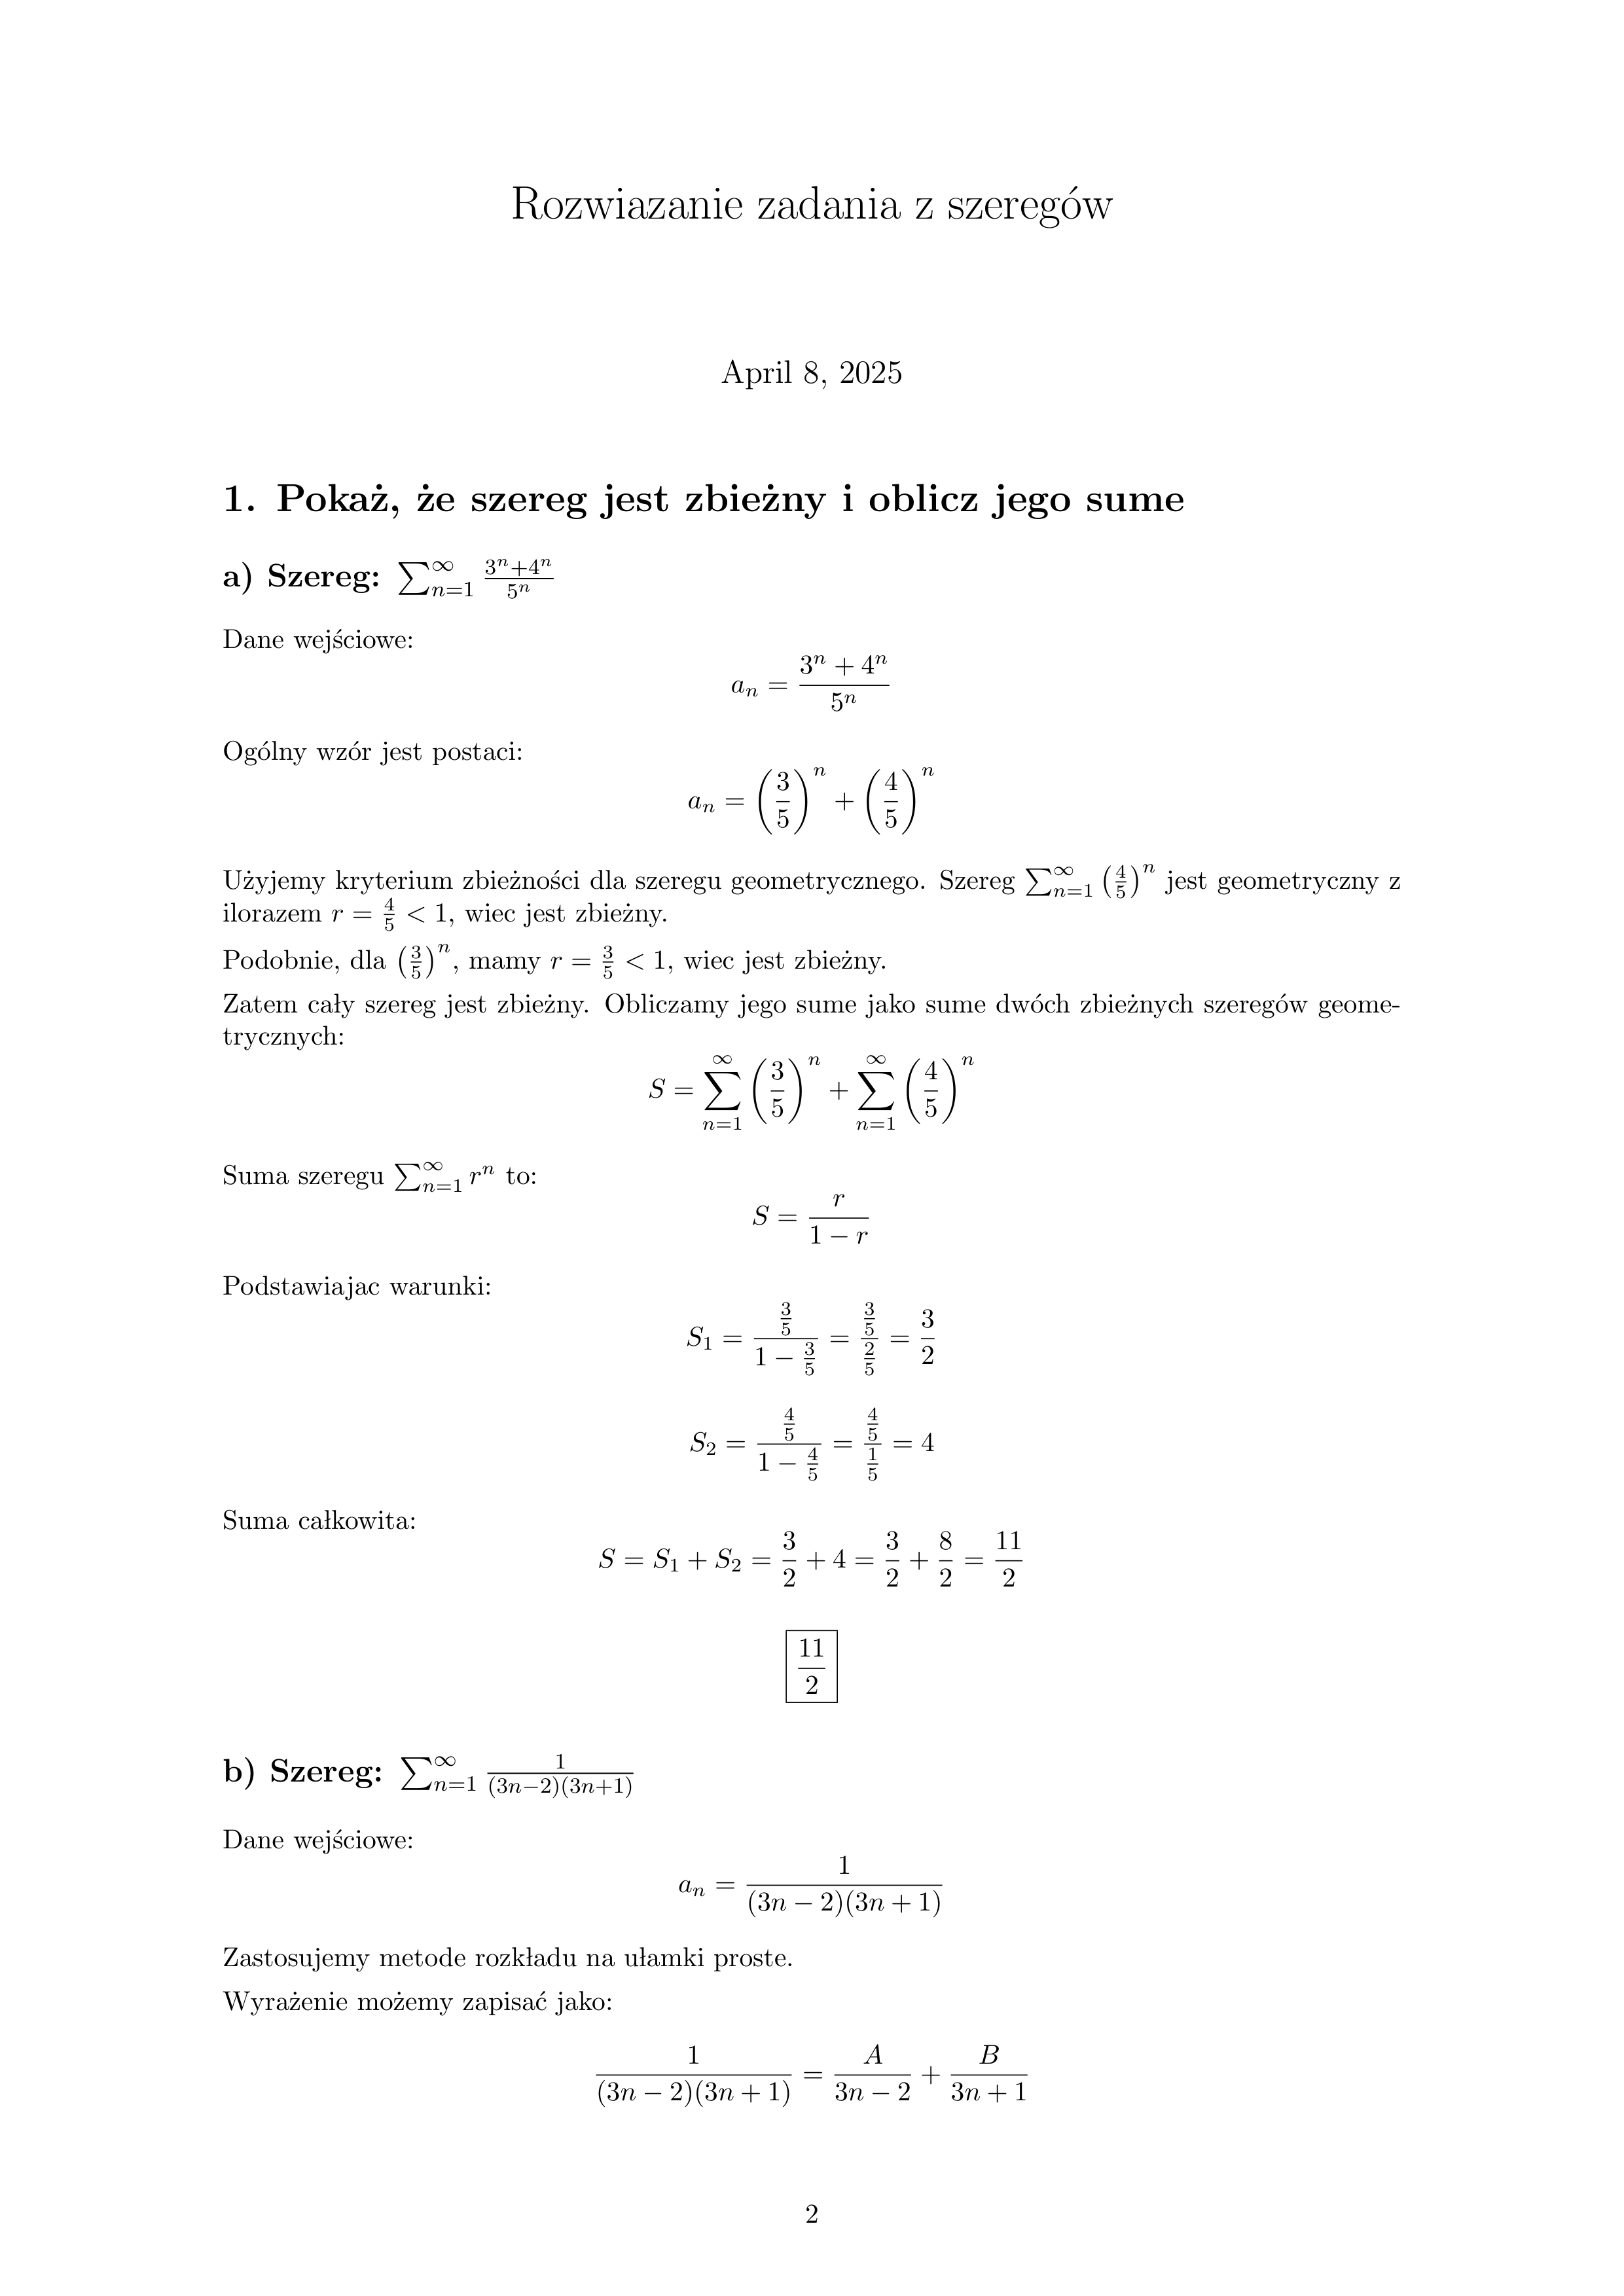 Rozwiazanie zadania z szeregów
April 8, 2025
1. Pokaż, że szereg jest zbieżny i oblicz jego sume
a) Szereg: $\sum_{n=1}^{\infty} \frac{3^n+4^n}{5^n}$
Dane wejściowe:
$a_n = \frac{3^n + 4^n}{5^n}$
Ogólny wzór jest postaci:
$a_n = \left(\frac{3}{5}\right)^n + \left(\frac{4}{5}\right)^n$
Użyjemy kryterium zbieżności dla szeregu geometrycznego. Szereg $\sum_{n=1}^{\infty} \left(\frac{4}{5}\right)^n$ jest geometryczny z
ilorazem $r = \frac{4}{5} < 1$, wiec jest zbieżny.
Podobnie, dla $\left(\frac{3}{5}\right)^n$, mamy $r = \frac{3}{5} < 1$, wiec jest zbieżny.
Zatem cały szereg jest zbieżny. Obliczamy jego sume jako sume dwóch zbieżnych szeregów geome-
trycznych:
$S = \sum_{n=1}^{\infty} \left(\frac{3}{5}\right)^n + \sum_{n=1}^{\infty} \left(\frac{4}{5}\right)^n$
Suma szeregu $\sum_{n=1}^{\infty} r^n$ to:
$S = \frac{r}{1 - r}$
Podstawiajac warunki:
$S_1 = \frac{\frac{3}{5}}{1 - \frac{3}{5}} = \frac{\frac{3}{5}}{\frac{2}{5}} = \frac{3}{2}$
$S_2 = \frac{\frac{4}{5}}{1 - \frac{4}{5}} = \frac{\frac{4}{5}}{\frac{1}{5}} = 4$
Suma całkowita:
$S = S_1 + S_2 = \frac{3}{2} + 4 = \frac{3}{2} + \frac{8}{2} = \frac{11}{2}$
$\boxed{\frac{11}{2}}$
b) Szereg: $\sum_{n=1}^{\infty} \frac{1}{(3n-2)(3n+1)}$
Dane wejściowe:
$a_n = \frac{1}{(3n - 2)(3n + 1)}$
Zastosujemy metode rozkładu na ułamki proste.
Wyrażenie możemy zapisać jako:
$\frac{1}{(3n - 2)(3n + 1)} = \frac{A}{3n - 2} + \frac{B}{3n + 1}$
2